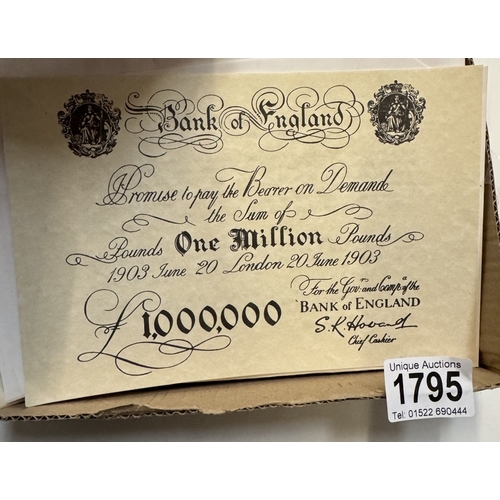 Bank of England
Promise to pay the Bearer on Demand
the Sum of
Pounds One Million Pounds
1903 June 20 London 20 June 1903
For the Govr: and Compa of the
BANK OF ENGLAND
£1,000,000
S.K. Howard
Chief Cashier
Unique Auctions
1795
Tel: 01522 690444